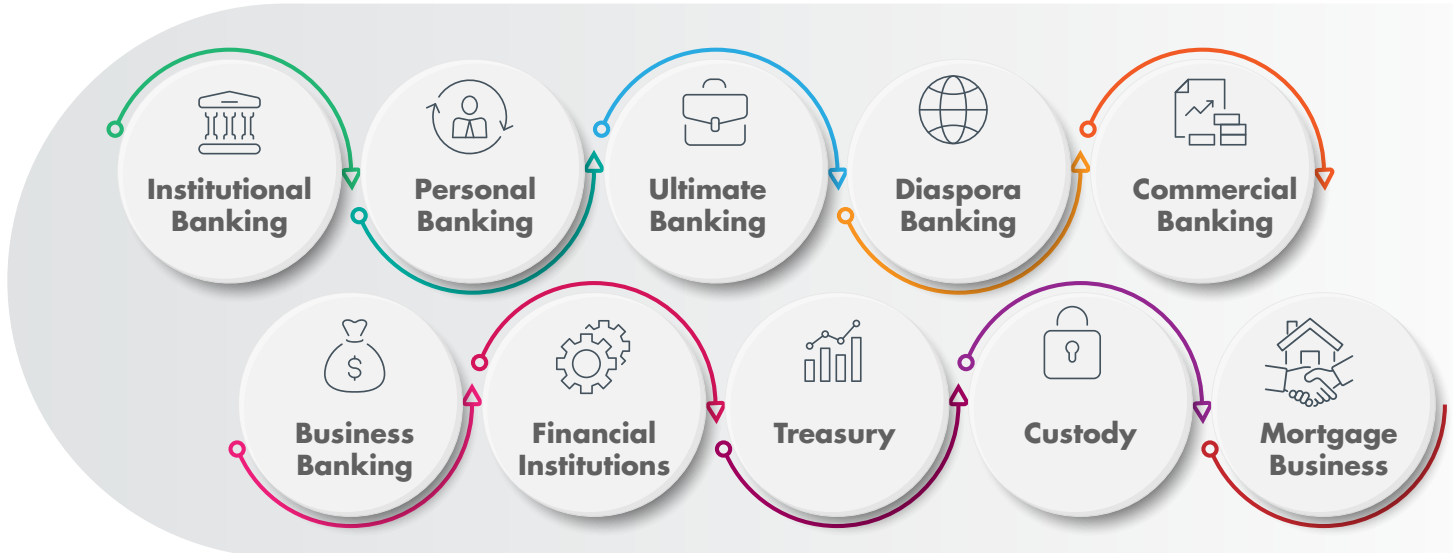 Institutional
Banking
Personal
Banking
Ultimate
Banking
Diaspora
Banking
Commercial
Banking
Business
Banking
$
Financial
Institutions
Treasury
Custody
Mortgage
Business